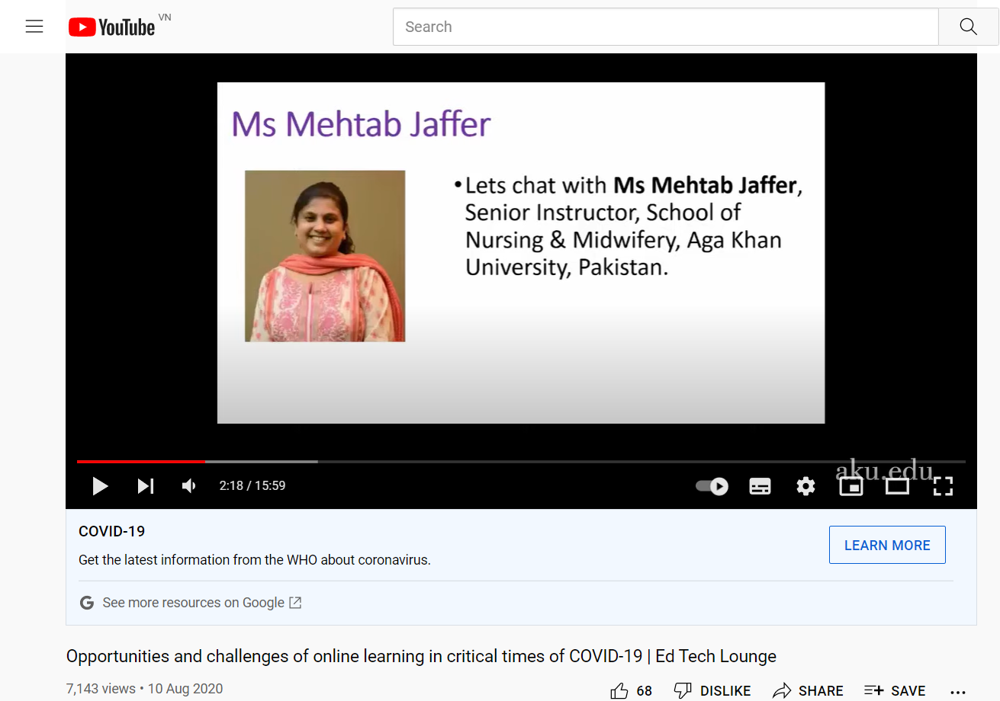 YouTube VN
Search
Ms Mehtab Jaffer
•Lets chat with Ms Mehtab Jaffer,
Senior Instructor, School of
Nursing & Midwifery, Aga Khan
University, Pakistan.
aku.edu
2:18 / 15:59
COVID-19
Get the latest information from the WHO about coronavirus.
LEARN MORE
See more resources on Google
Opportunities and challenges of online learning in critical times of COVID-19 | Ed Tech Lounge
7,143 views • 10 Aug 2020
68 DISLIKE SHARE SAVE